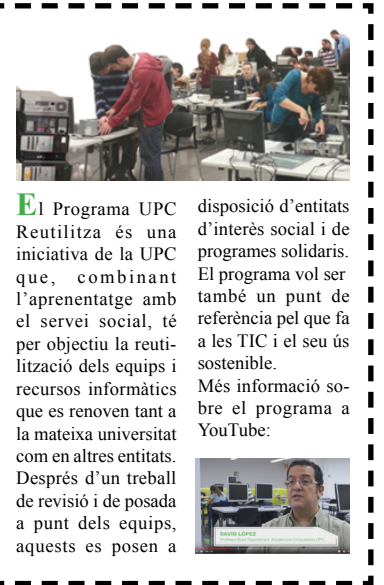 El Programa UPC
Reutilitza és una
iniciativa de la UPC
que, combinant
l’aprenentatge amb
el servei social, té
per objectiu la reuti-
lització dels equips i
recursos informàtics
que es renoven tant a
la mateixa universitat
com en altres entitats.
Després d’un treball
de revisió i de posada
a punt dels equips,
aquests es posen a
disposició d’entitats
d’interès social i de
programes solidaris.
El programa vol ser
també un punt de
referència pel que fa
a les TIC i el seu ús
sostenible.
Més informació so-
bre el programa a
YouTube:
DAVID LÓPEZ